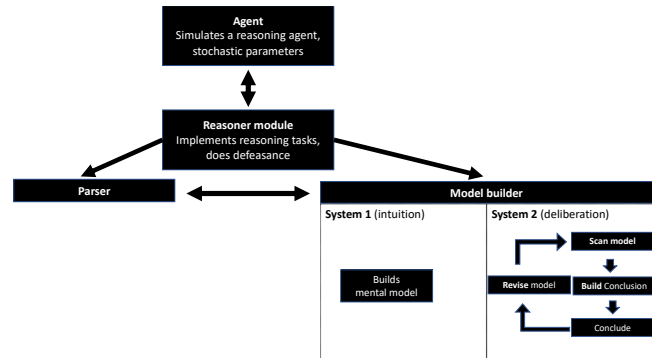 Agent
Simulates a reasoning agent,
stochastic parameters
Reasoner module
Implements reasoning tasks,
does defeasance
Parser
Model builder
System 1 (intuition)
System 2 (deliberation)
Scan model
Builds
mental model
Revise model
Build Conclusion
Conclude